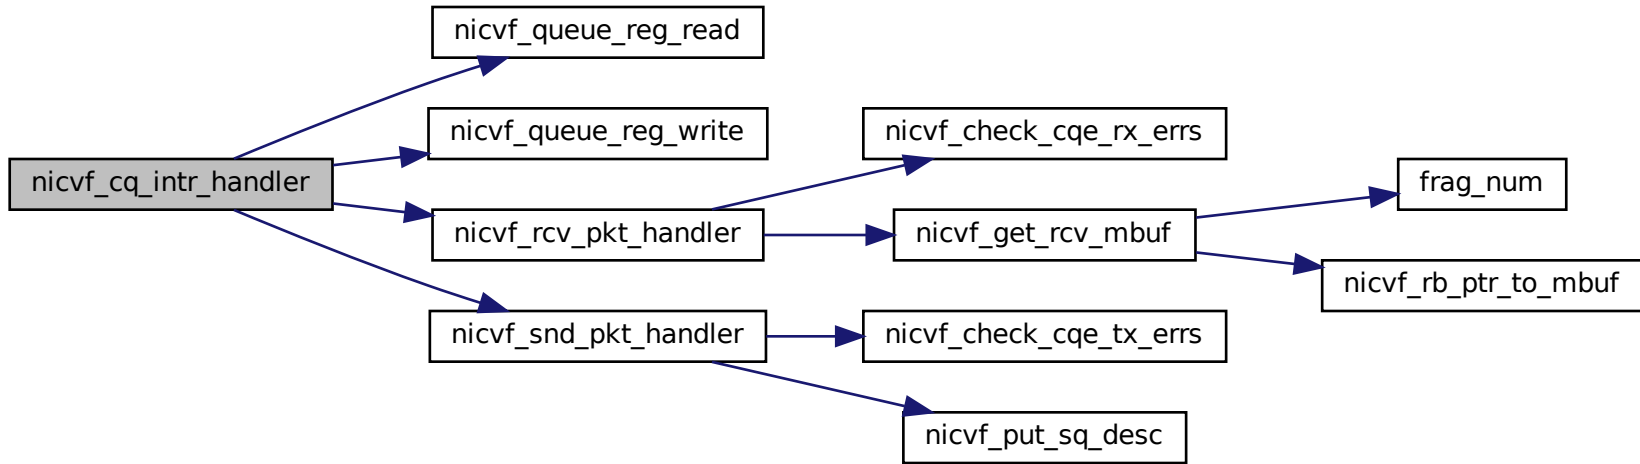 nicvf_queue_reg_read
nicvf_queue_reg_write
nicvf_check_cqe_rx_errs
nicvf_cq_intr_handler
frag_num
nicvf_rcv_pkt_handler
nicvf_get_rcv_mbuf
nicvf_rb_ptr_to_mbuf
nicvf_snd_pkt_handler
nicvf_check_cqe_tx_errs
nicvf_put_sq_desc